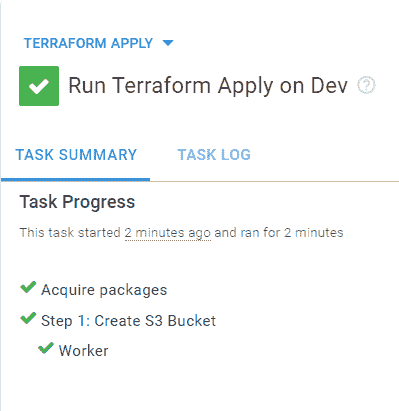 TERRAFORM APPLY
Run Terraform Apply on Dev ?
TASK SUMMARY TASK LOG
Task Progress
This task started 2 minutes ago and ran for 2 minutes
Acquire packages
Step 1: Create S3 Bucket
Worker